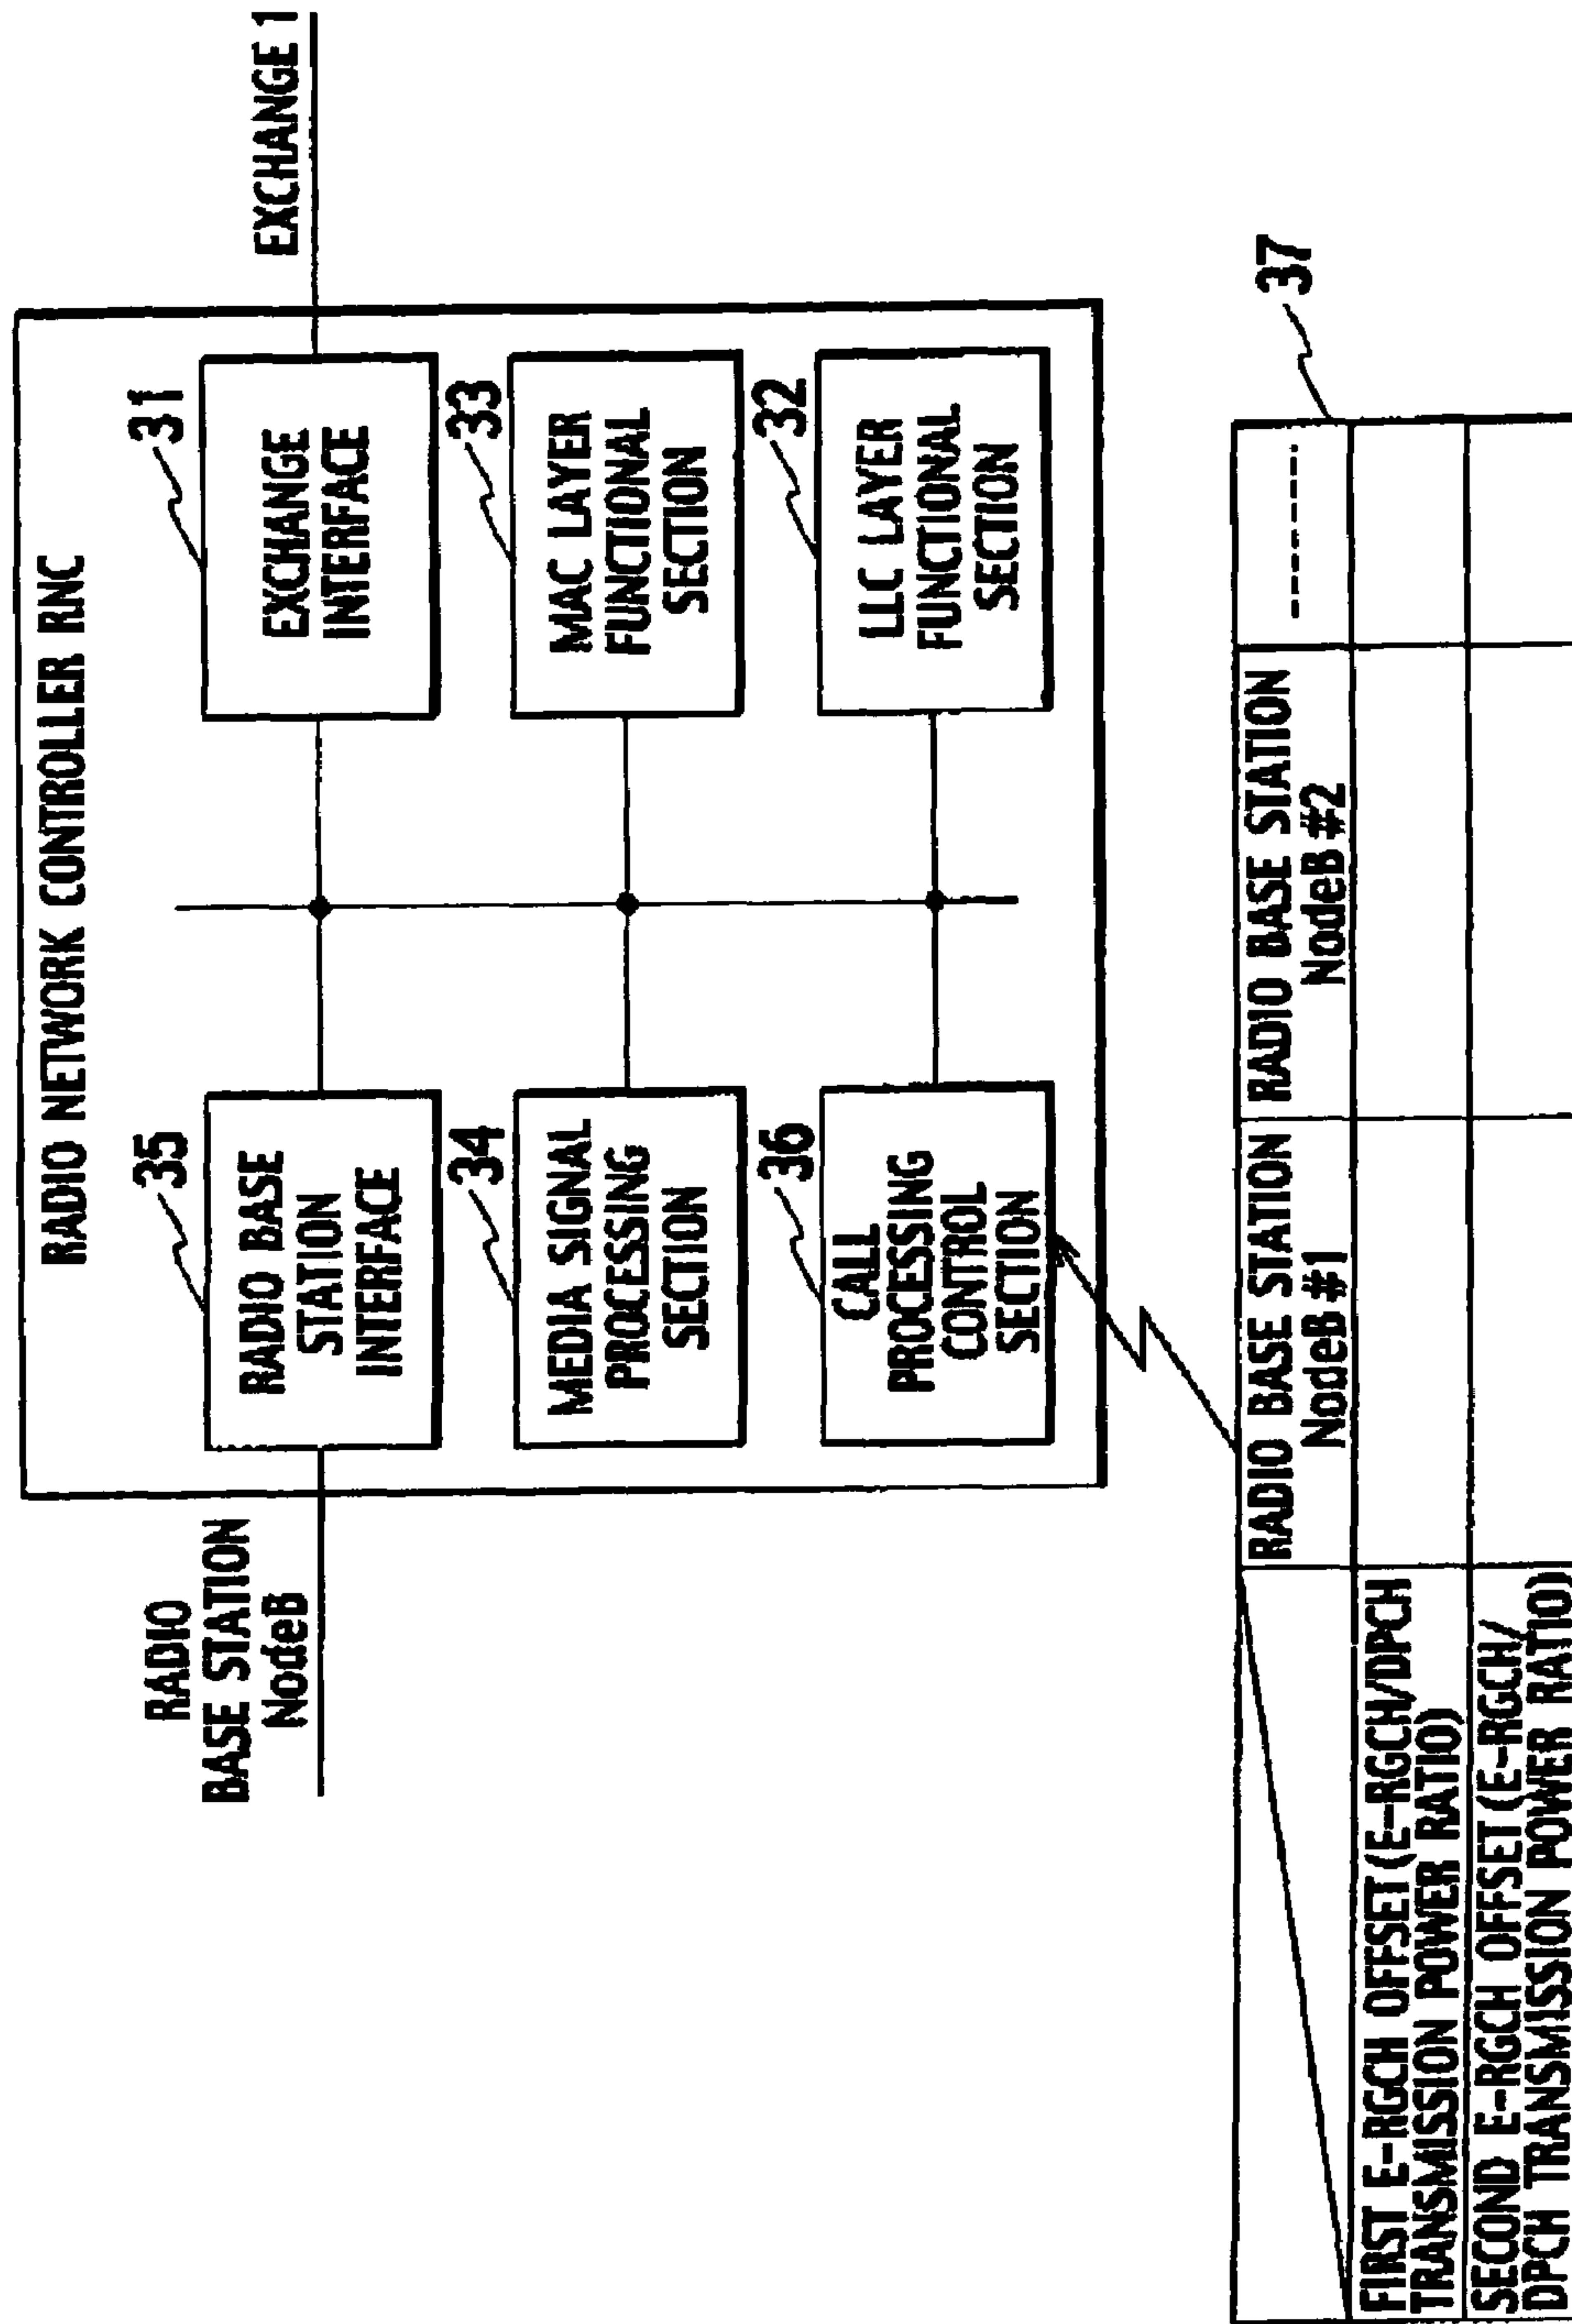 RADIO NETWORK CONTROLLER RNC
RADIO
BASE STATION
NodeB
35
RADIO BASE
STATION
INTERFACE
31
EXCHANGE
INTERFACE
EXCHANGE 1
34
MEDIA SIGNAL
PROCESSING
SECTION
33
MAC LAYER
FUNCTIONAL
SECTION
36
CALL
PROCESSING
CONTROL
SECTION
32
LLC LAYER
FUNCTIONAL
SECTION
37
RADIO BASE STATION
NodeB #1
RADIO BASE STATION
NodeB #2
--------
FIRST E-RGCH OFFSET(E-RGCH/DPCH
TRANSMISSION POWER RATIO)
SECOND E-RGCH OFFSET(E-RGCH/
DPCH TRANSMISSION POWER RATIO)